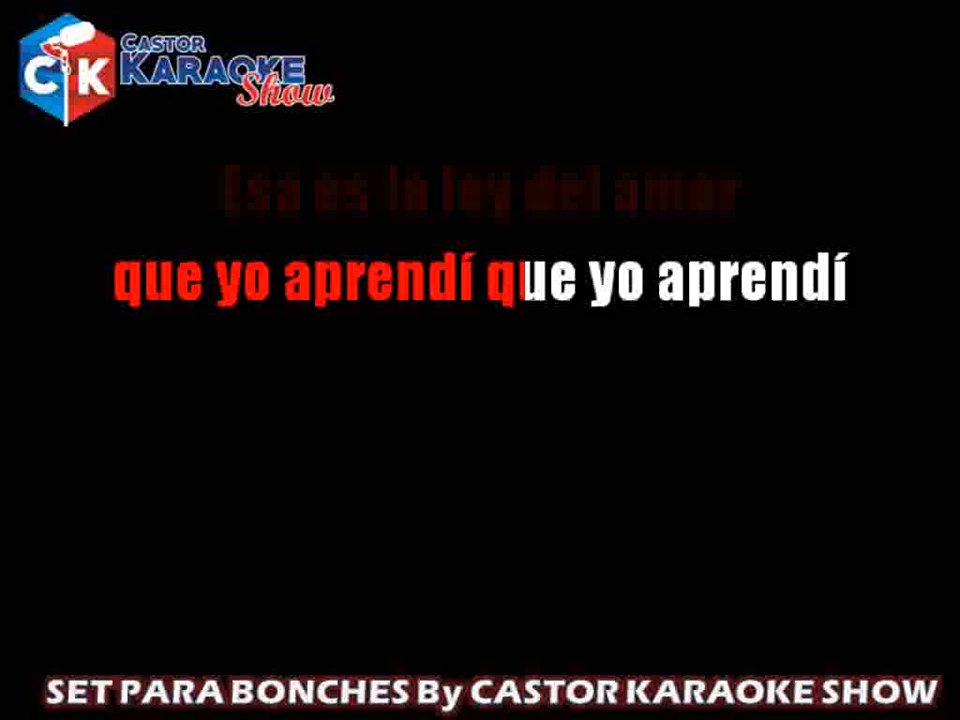 CK CASTOR
KARAOKE
Show
Esa es la ley del amor
que yo aprendí que yo aprendí
SET PARA BONCHES By CASTOR KARAOKE SHOW